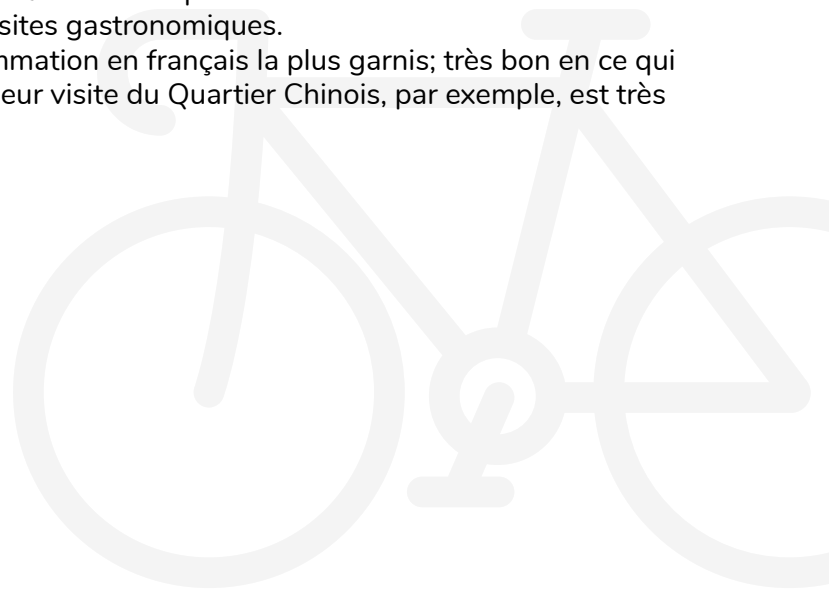 sites gastronomiques.
mmation en français la plus garnis; très bon en ce qui
eur visite du Quartier Chinois, par exemple, est très